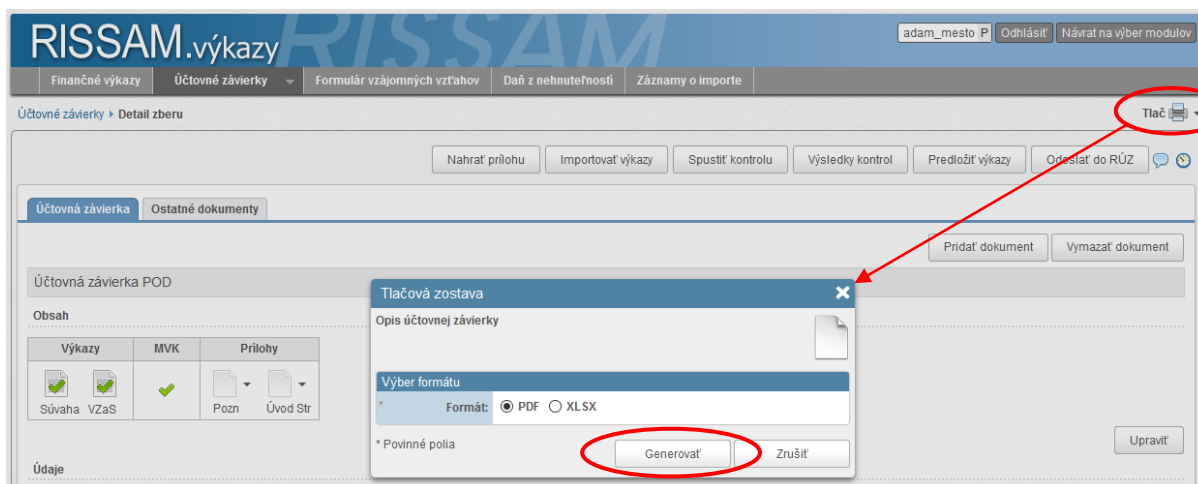 RISSAM.výkazy
RISSAM
adam_mesto P Odhlásiť Návrat na výber modulov
Finančné výkazy Účtovné závierky Formulár vzájomných vzťahov Daň z nehnuteľností Záznamy o importe
Účtovné závierky Detail zberu
Tlač
Nahrať prílohu Importovať výkazy Spustiť kontrolu Výsledky kontrol Predložiť výkazy Odoslať do RÚZ
Účtovná závierka Ostatné dokumenty
Pridať dokument Vymazať dokument
Účtovná závierka POD
Obsah
Výkazy MVK Prílohy
Súvaha VZaS Pozn Úvod Str
Tlačová zostava
Opis účtovnej závierky
Výber formátu
* Formát: PDF XLSX
* Povinné polia
Generovať Zrušiť
Upraviť
Údaje